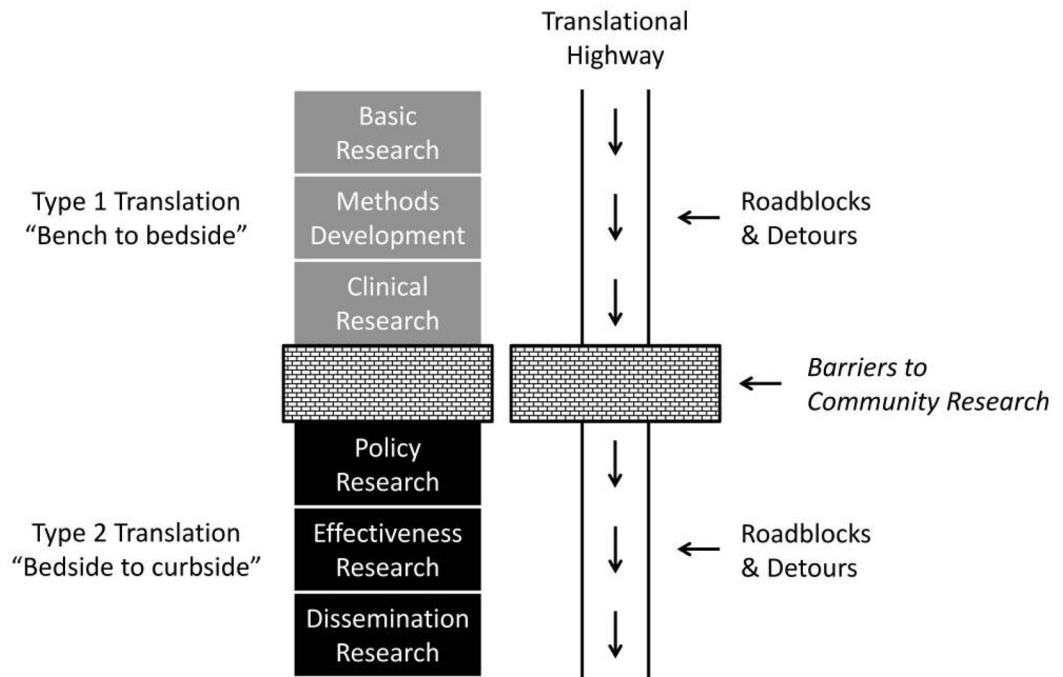 Translational
Highway
Basic
Research
Type 1 Translation
“Bench to bedside”
Methods
Development
Roadblocks
& Detours
Clinical
Research
Barriers to
Community Research
Policy
Research
Type 2 Translation
“Bedside to curbside”
Effectiveness
Research
Roadblocks
& Detours
Dissemination
Research